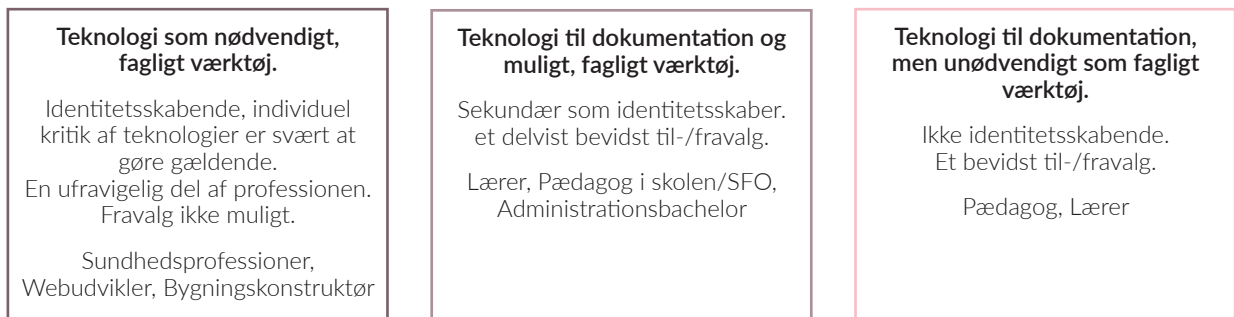 Teknologi som nødvendigt,
fagligt værktøj.
Identitetsskabende, individuel
kritik af teknologier er svært at
gøre gældende.
En ufravigelig del af professionen.
Fravalg ikke muligt.
Sundhedsprofessioner,
Webudvikler, Bygningskonstruktør
Teknologi til dokumentation og
muligt, fagligt værktøj.
Sekundær som identitetsskaber.
et delvist bevidst til-/fravalg.
Lærer, Pædagog i skolen/SFO,
Administrationsbachelor
Teknologi til dokumentation,
men unødvendigt som fagligt
værktøj.
Ikke identitetsskabende.
Et bevidst til-/fravalg.
Pædagog, Lærer